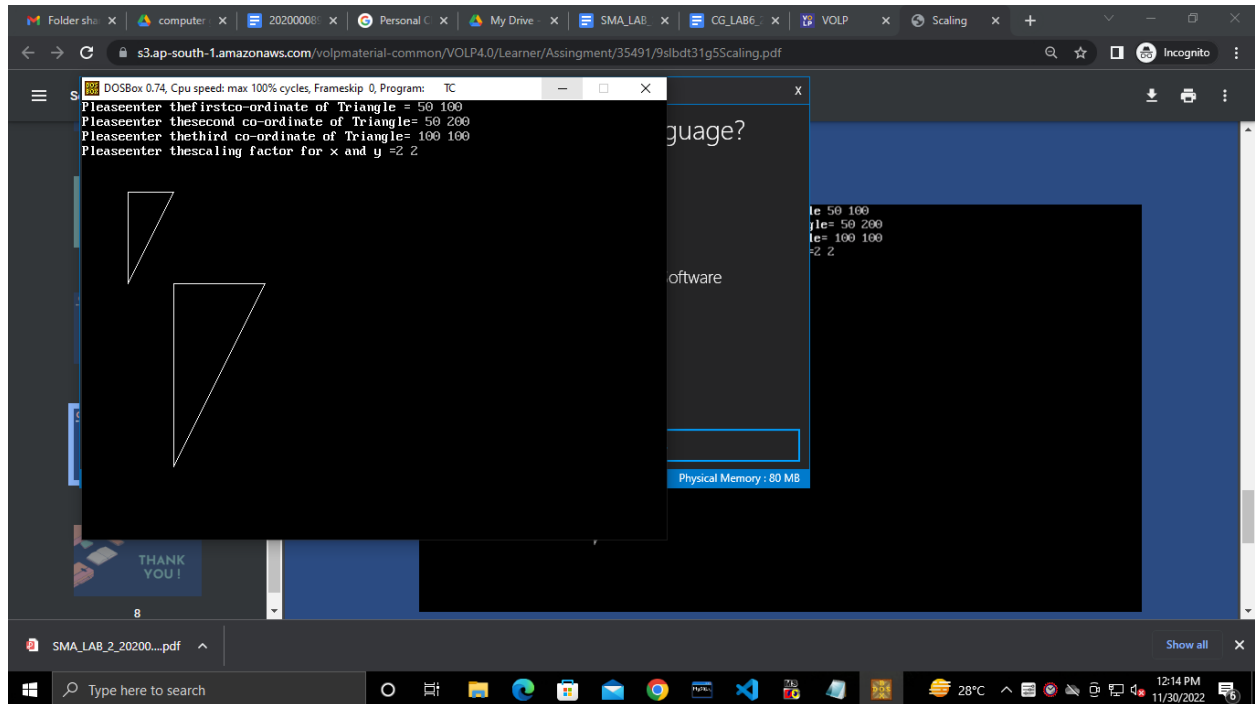 Folder sha
computer
202000085
Personal C
My Drive -
SMA_LAB_
CG_LAB6_2
VOLP
Scaling
s3.ap-south-1.amazonaws.com/volpmaterial-common/VOLP4.0/Learner/Assingment/35491/9slbdt31g5Scaling.pdf
Incognito
DOSBox 0.74, Cpu speed: max 100% cycles, Frameskip 0, Program: TC
Pleaseenter thefirstco-ordinate of Triangle = 50 100
Pleaseenter thesecond co-ordinate of Triangle= 50 200
Pleaseenter thethird co-ordinate of Triangle= 100 100
Pleaseenter thescaling factor for x and y =2 2
X
guage?
oftware
Physical Memory : 80 MB
le 50 100
gle= 50 200
le= 100 100
=2 2
THANK
YOU !
8
SMA_LAB_2_20200....pdf
Show all
Type here to search
28°C
12:14 PM
11/30/2022
6